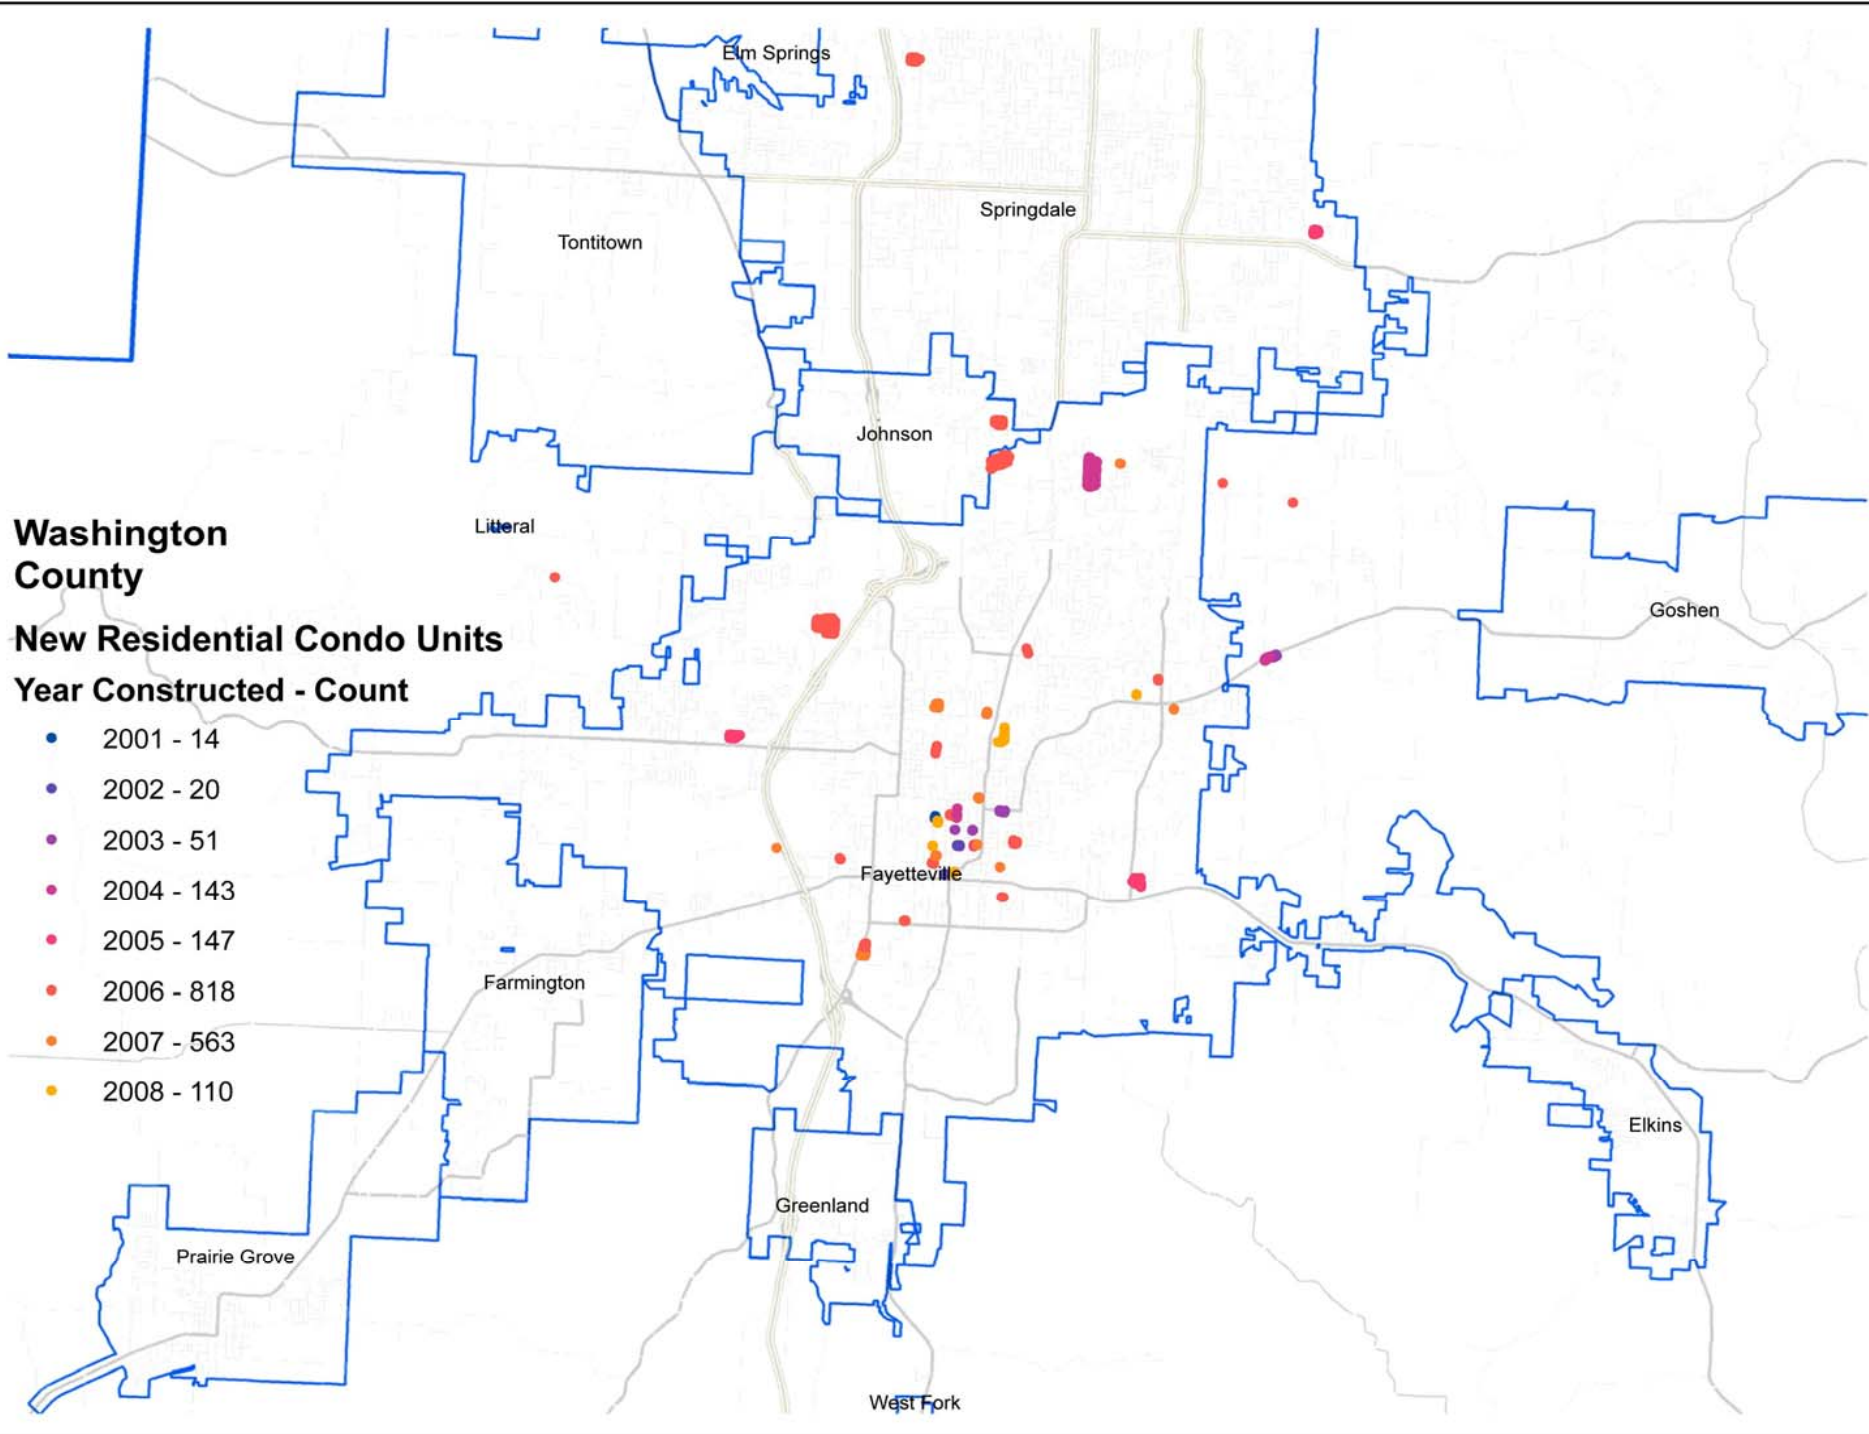 Elm Springs
Springdale
Tontitown
Johnson
Litteral
Washington
County
New Residential Condo Units
Year Constructed - Count
2001 - 14
2002 - 20
2003 - 51
2004 - 143
2005 - 147
2006 - 818
2007 - 563
2008 - 110
Goshen
Fayetteville
Farmington
Elkins
Greenland
Prairie Grove
West Fork